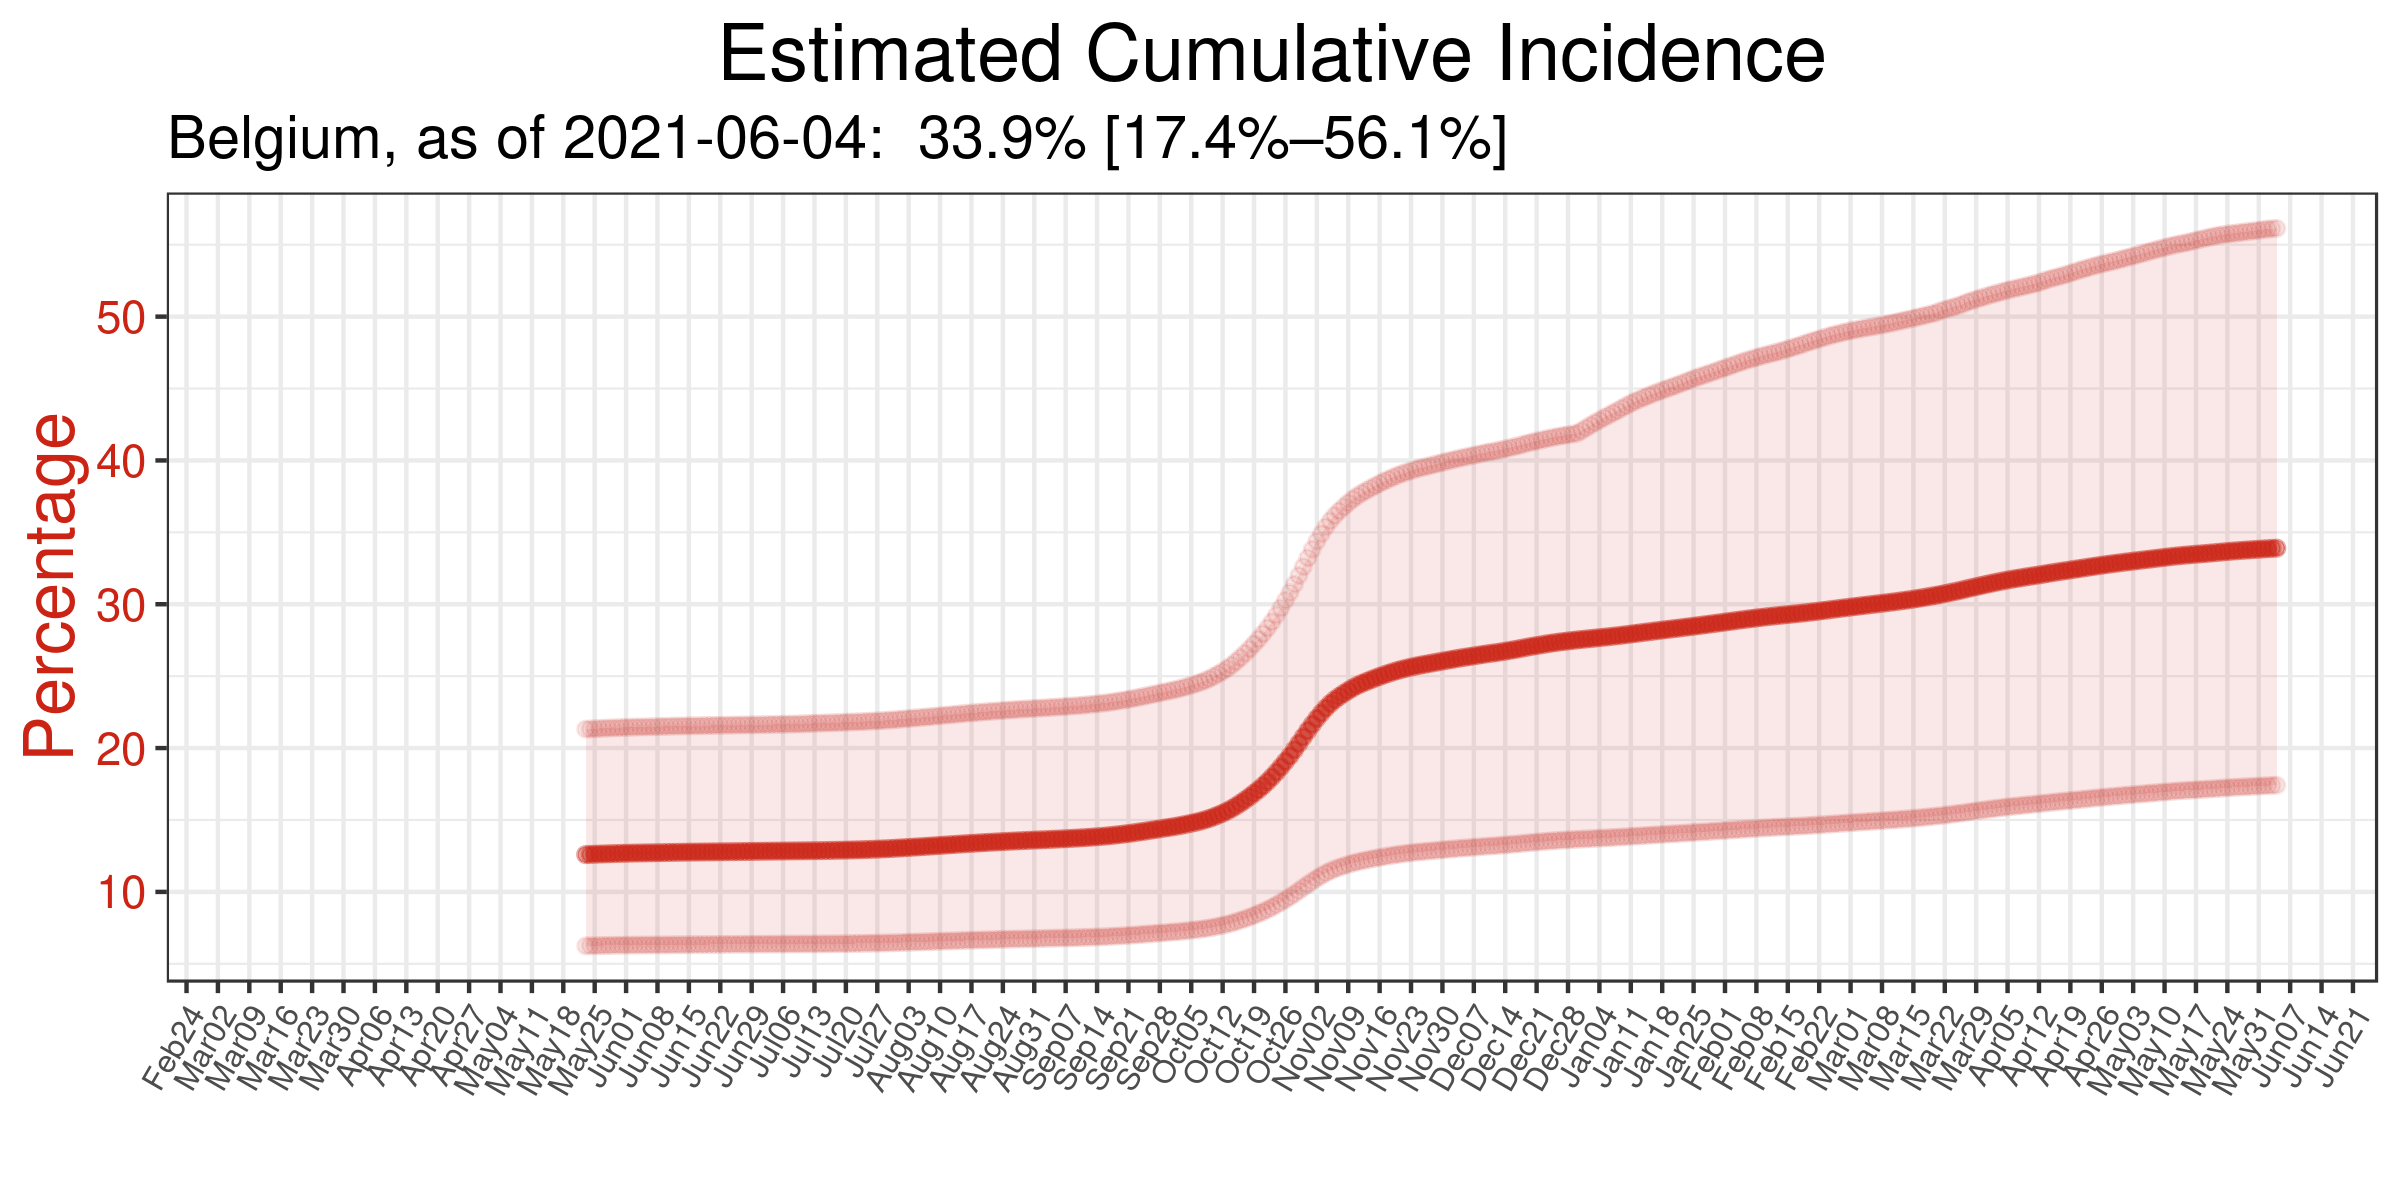 Estimated Cumulative Incidence
Belgium, as of 2021-06-04:  33.9% [17.4%–56.1%]
Percentage
50
40
30
20
10
Feb24
Mar02
Mar09
Mar16
Mar23
Mar30
Apr06
Apr13
Apr20
Apr27
May04
May11
May18
May25
Jun01
Jun08
Jun15
Jun22
Jun29
Jul06
Jul13
Jul20
Jul27
Aug03
Aug10
Aug17
Aug24
Aug31
Sep07
Sep14
Sep21
Sep28
Oct05
Oct12
Oct19
Oct26
Nov02
Nov09
Nov16
Nov23
Nov30
Dec07
Dec14
Dec21
Dec28
Jan04
Jan11
Jan18
Jan25
Feb01
Feb08
Feb15
Feb22
Mar01
Mar08
Mar15
Mar22
Mar29
Apr05
Apr12
Apr19
Apr26
May03
May10
May17
May24
May31
Jun07
Jun14
Jun21